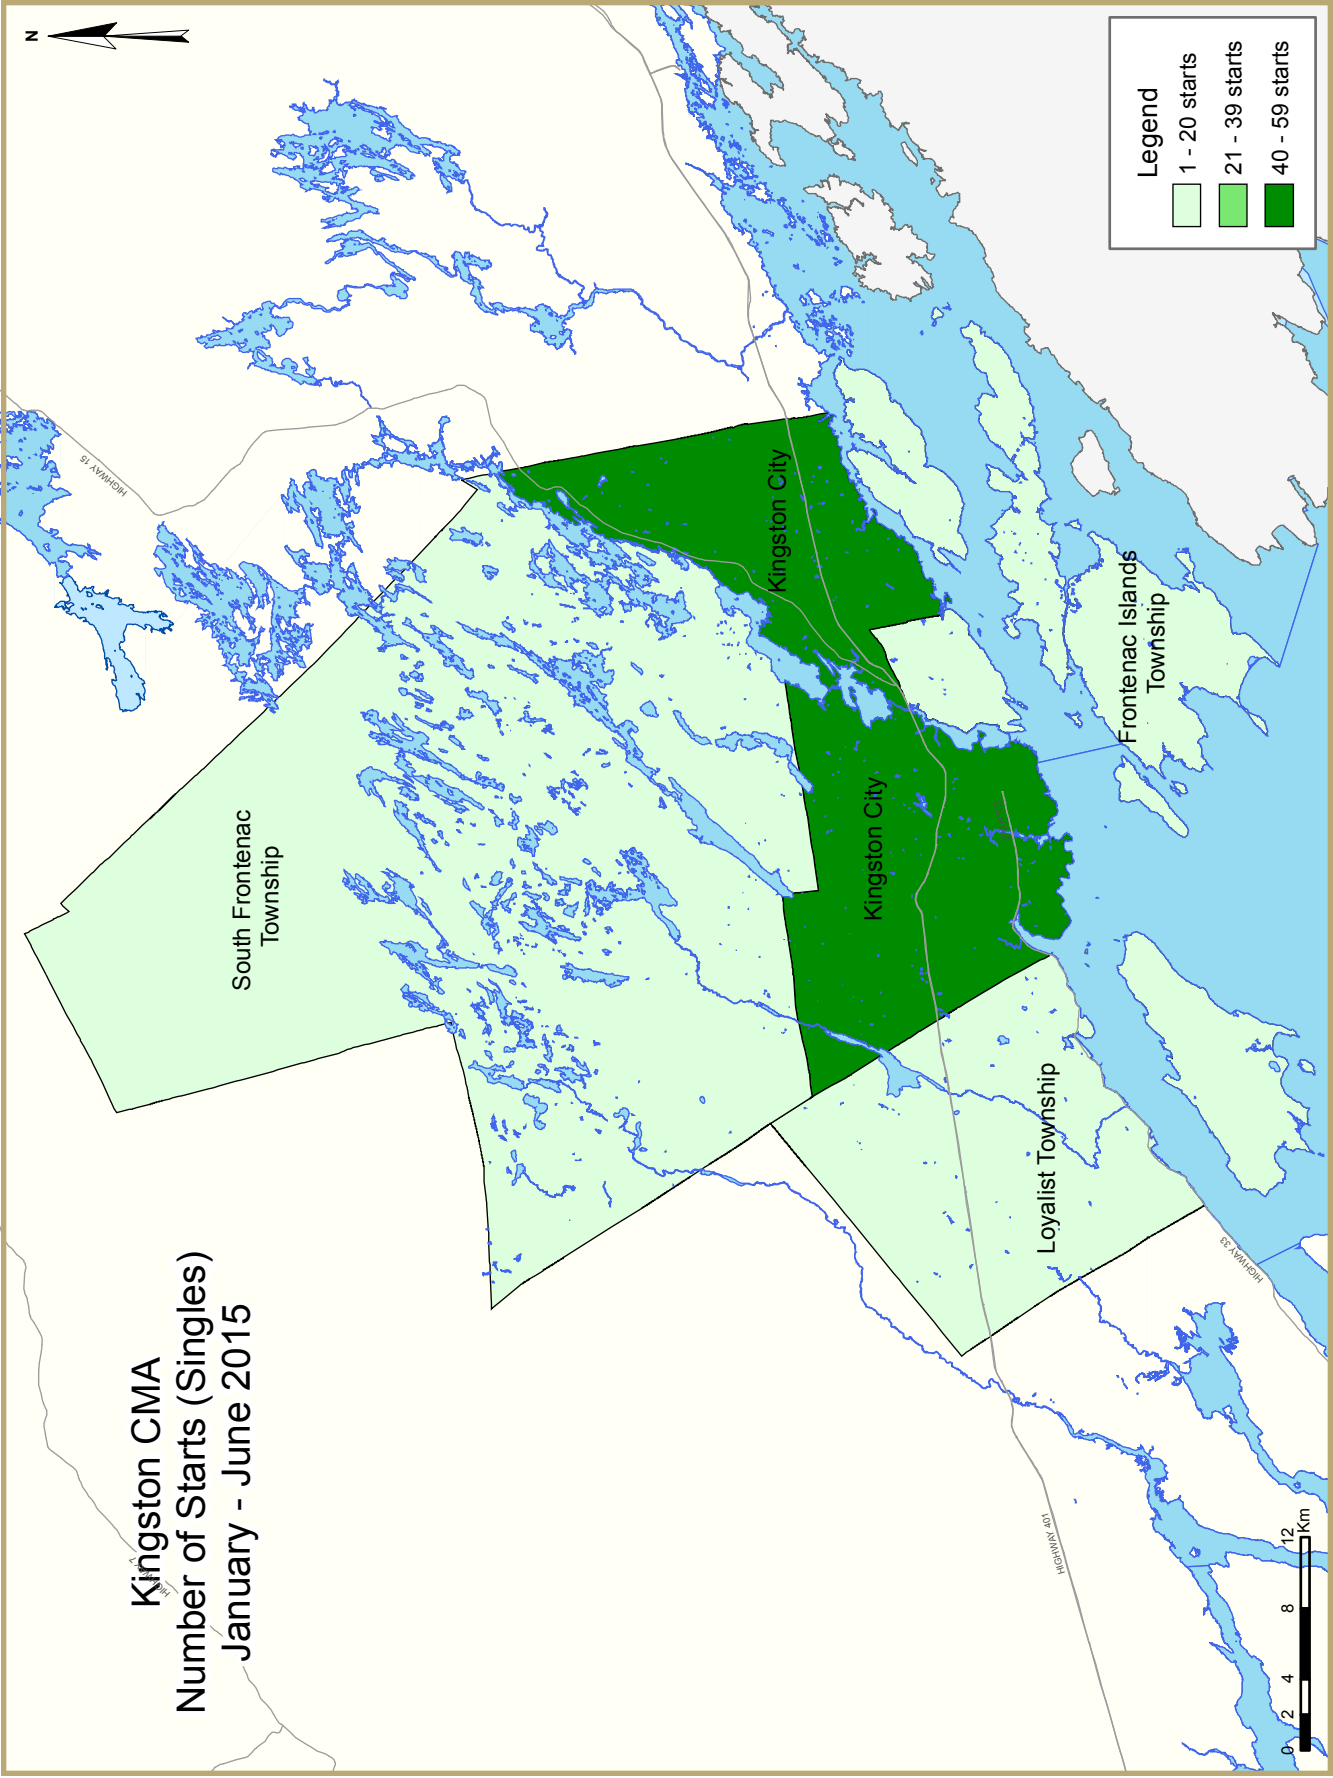 Kingston CMA
Number of Starts (Singles)
January - June 2015
N
HIGHWAY 7
HIGHWAY 15
South Frontenac
Township
Kingston City
Kingston City
Frontenac Islands
Township
Loyalist Township
HIGHWAY 33
HIGHWAY 401
Legend
1 - 20 starts
21 - 39 starts
40 - 59 starts
0 2 4 8 12
Km